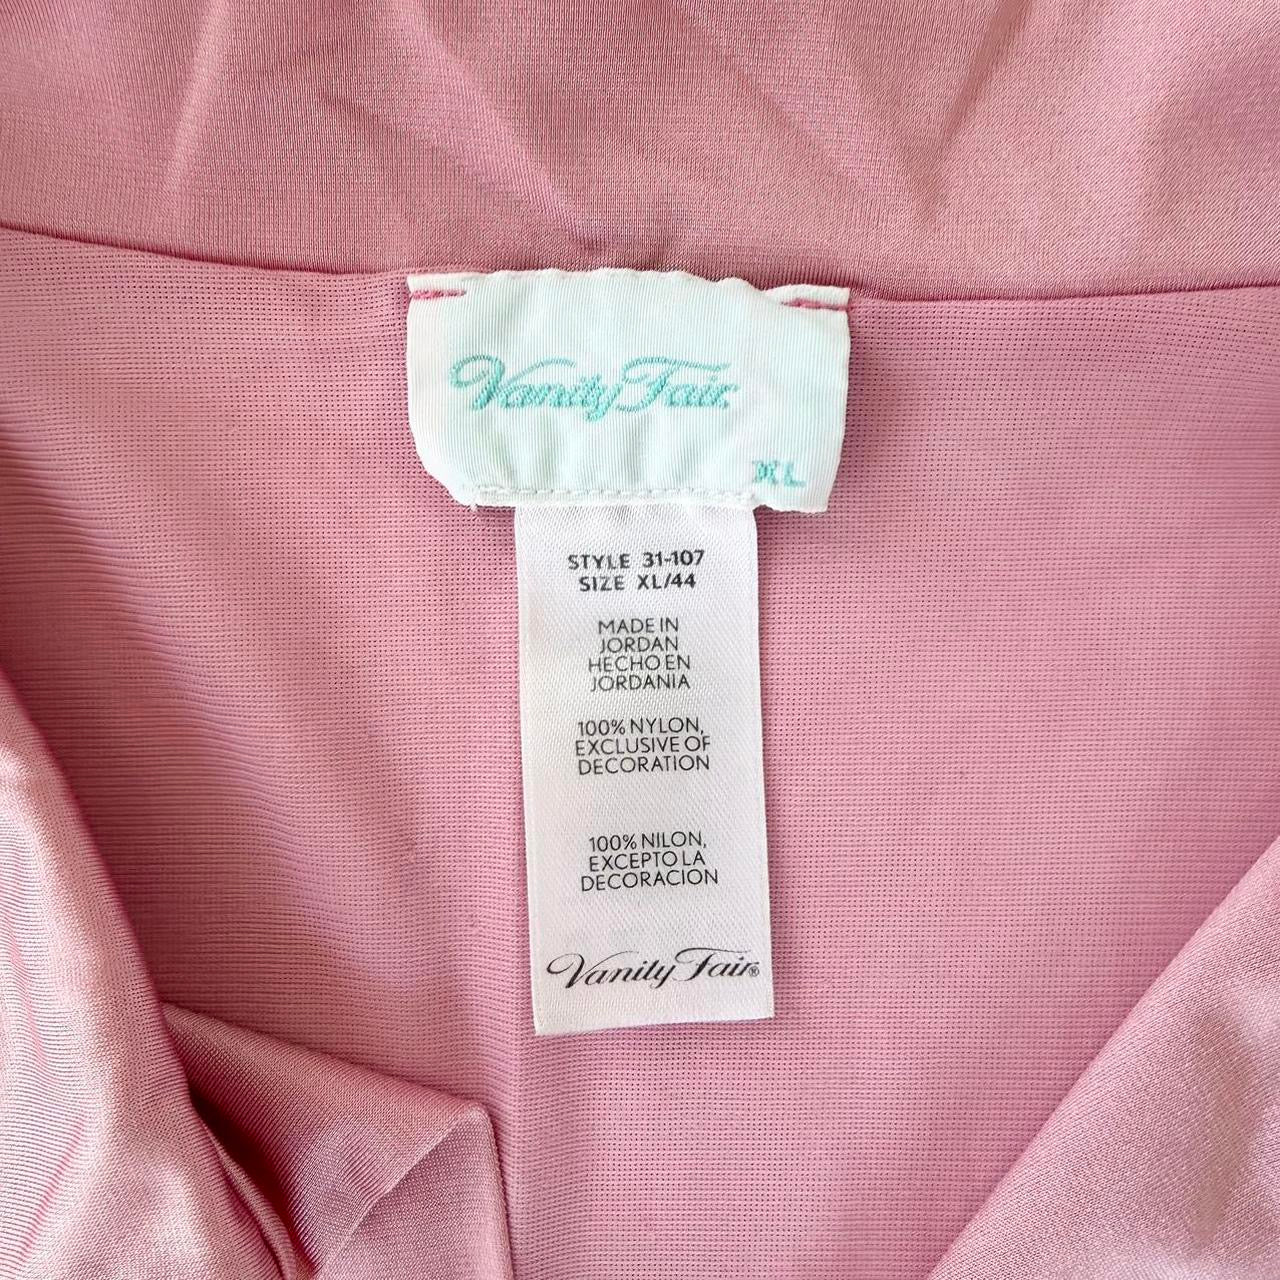 Vanity Fair.
XL
STYLE 31-107
SIZE XL/44
MADE IN
JORDAN
HECHO EN
JORDANIA
100% NYLON,
EXCLUSIVE OF
DECORATION
100% NILON,
EXCEPTO LA
DECORACION
Vanity Fair®